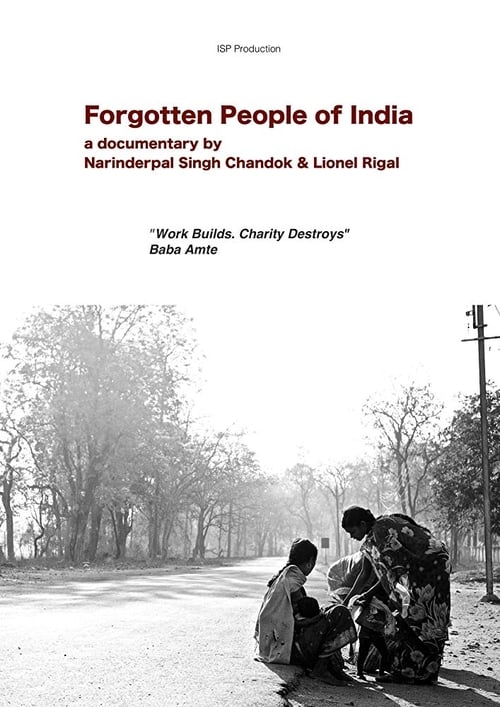 ISP Production
Forgotten People of India
a documentary by
Narinderpal Singh Chandok & Lionel Rigal
"Work Builds. Charity Destroys"
Baba Amte